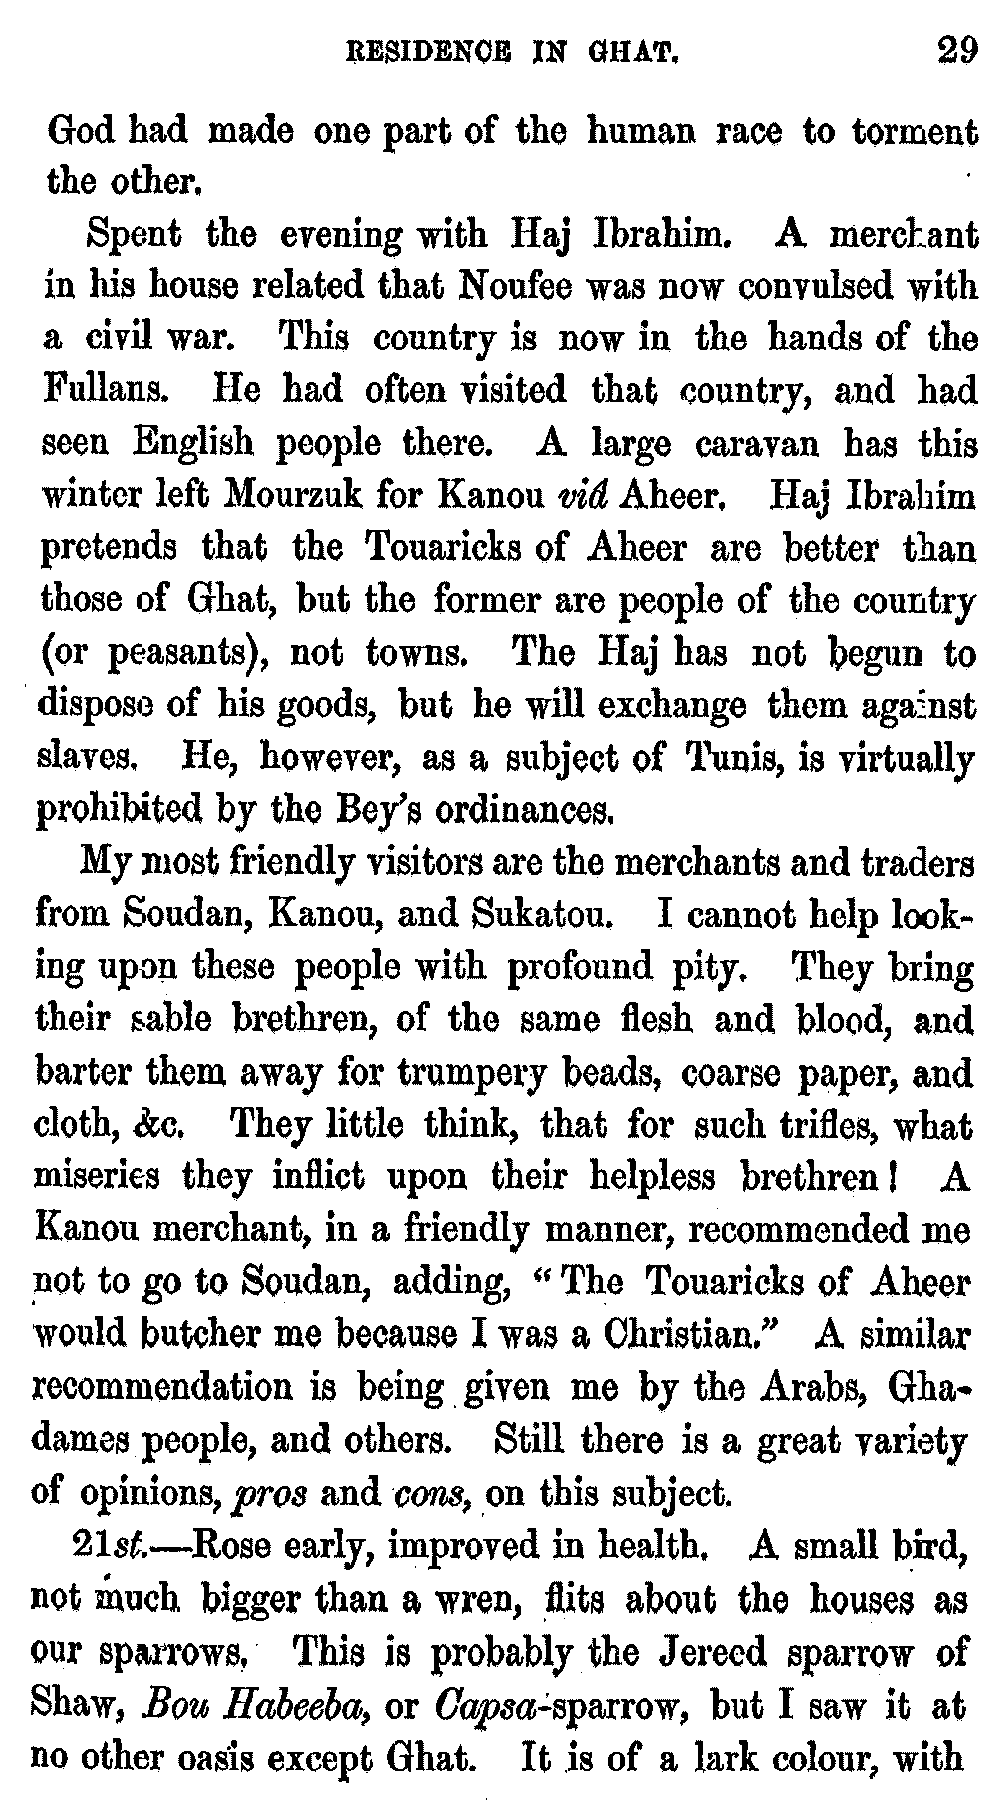 RESIDENCE IN GHAT. 29
God had made one part of the human race to torment
the other.
Spent the evening with Haj Ibrahim. A merchant
in his house related that Noufee was now convulsed with
a civil war. This country is now in the hands of the
Fullans. He had often visited that country, and had
seen English people there. A large caravan has this
winter left Mourzuk for Kanou viâ Aheer. Haj Ibrahim
pretends that the Touaricks of Aheer are better than
those of Ghat, but the former are people of the country
(or peasants), not towns. The Haj has not begun to
dispose of his goods, but he will exchange them against
slaves. He, however, as a subject of Tunis, is virtually
prohibited by the Bey's ordinances.
My most friendly visitors are the merchants and traders
from Soudan, Kanou, and Sukatou. I cannot help look-
ing upon these people with profound pity. They bring
their sable brethren, of the same flesh and blood, and
barter them away for trumpery beads, coarse paper, and
cloth, &c. They little think, that for such trifles, what
miseries they inflict upon their helpless brethren! A
Kanou merchant, in a friendly manner, recommended me
not to go to Soudan, adding, "The Touaricks of Aheer
would butcher me because I was a Christian." A similar
recommendation is being given me by the Arabs, Gha-
dames people, and others. Still there is a great variety
of opinions, pros and cons, on this subject.
21st.—Rose early, improved in health. A small bird,
not much bigger than a wren, flits about the houses as
our sparrows. This is probably the Jereed sparrow of
Shaw, Bou Habeeba, or Capsa-sparrow, but I saw it at
no other oasis except Ghat. It is of a lark colour, with